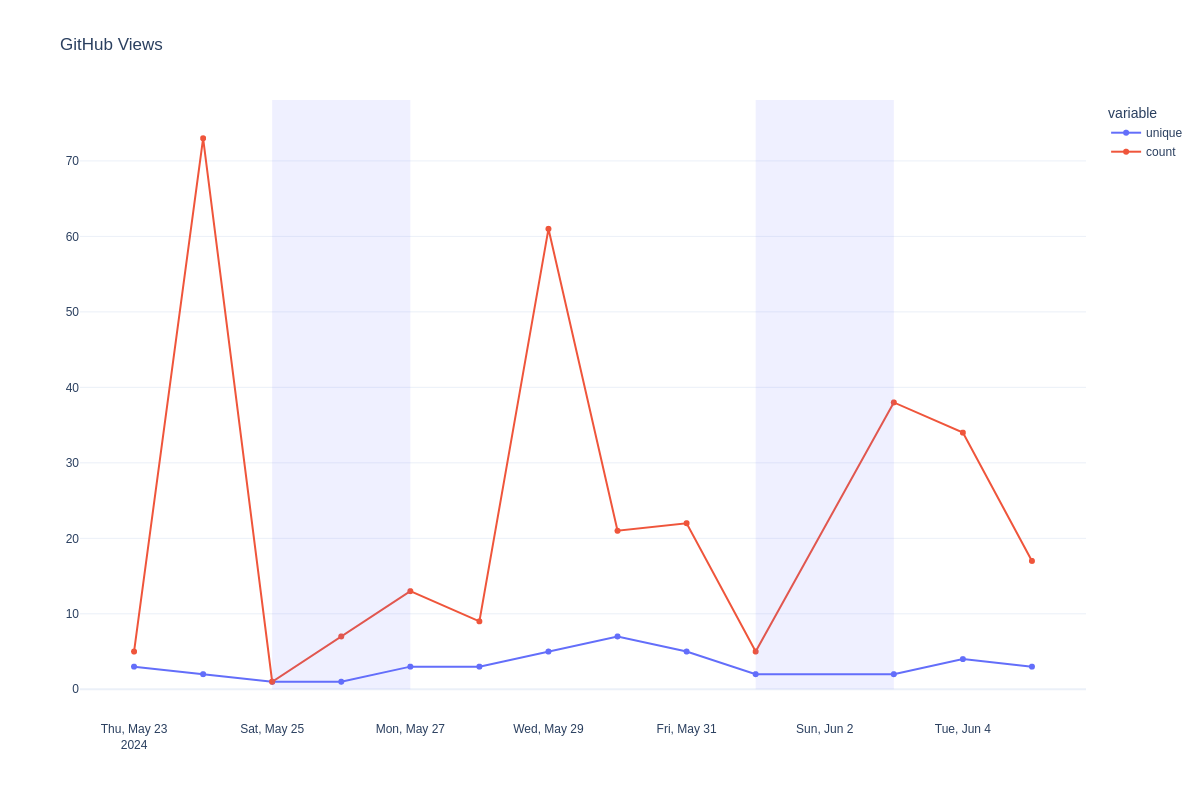 GitHub Views
variable
unique
count
70
60
50
40
30
20
10
0
Thu, May 23
2024
Sat, May 25
Mon, May 27
Wed, May 29
Fri, May 31
Sun, Jun 2
Tue, Jun 4